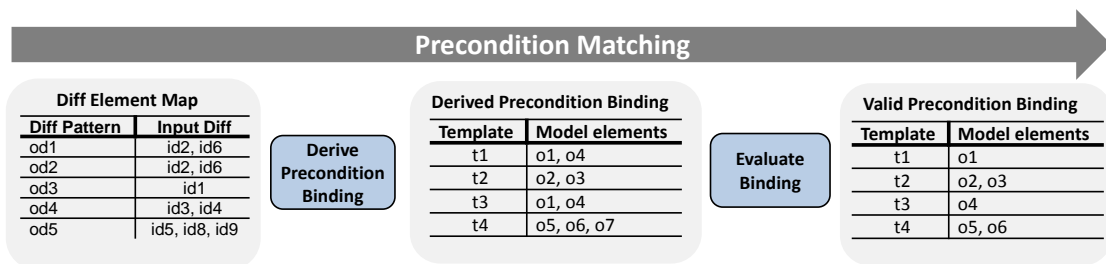 Precondition Matching
Diff Element Map
Diff Pattern Input Diff
od1 id2, id6
od2 id2, id6
od3 id1
od4 id3, id4
od5 id5, id8, id9
Derive
Precondition
Binding
Derived Precondition Binding
Template Model elements
t1 o1, o4
t2 o2, o3
t3 o1, o4
t4 o5, o6, o7
Evaluate
Binding
Valid Precondition Binding
Template Model elements
t1 o1
t2 o2, o3
t3 o4
t4 o5, o6